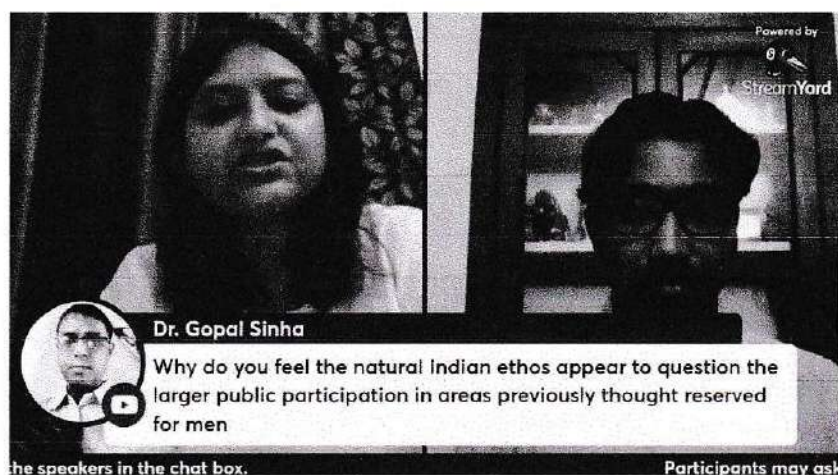 Powered by
StreamYard
Dr. Gopal Sinha
Why do you feel the natural Indian ethos appear to question the
larger public participation in areas previously thought reserved
for men
the speakers in the chat box.
Participants may as